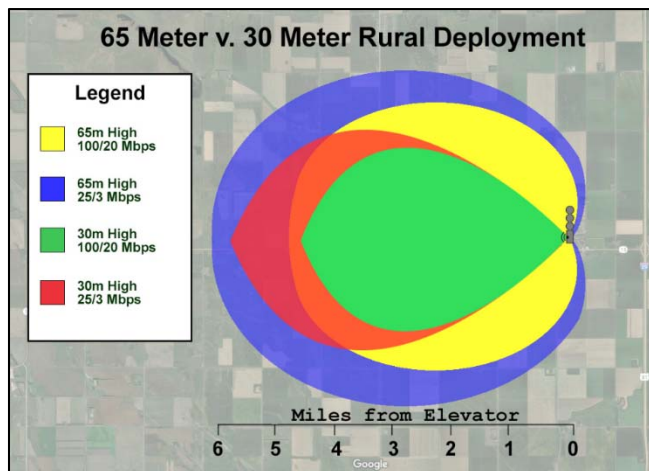 65 Meter v. 30 Meter Rural Deployment
Legend
65m High
100/20 Mbps
65m High
25/3 Mbps
30m High
100/20 Mbps
30m High
25/3 Mbps
Miles from Elevator
6 5 4 3 2 1 0
Google